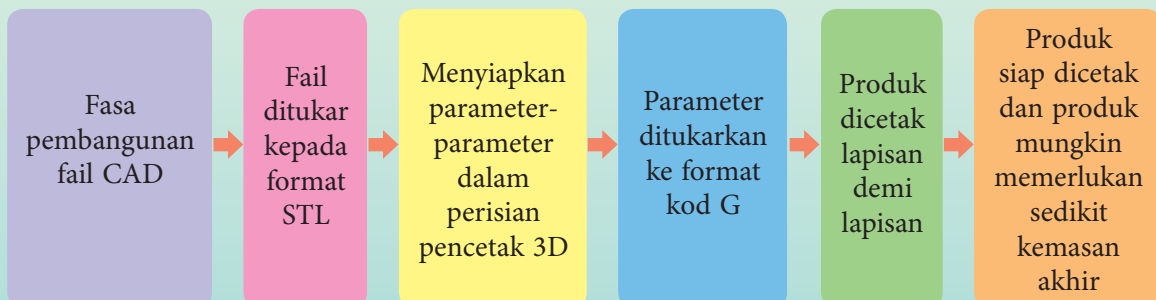 Fasa
pembangunan
fail CAD
Fail
ditukar
kepada
format
STL
Menyiapkan
parameter-
parameter
dalam
perisian
pencetak 3D
Parameter
ditukarkan
ke format
kod G
Produk
dicetak
lapisan
demi
lapisan
Produk
siap dicetak
dan produk
mungkin
memerlukan
sedikit
kemasan
akhir